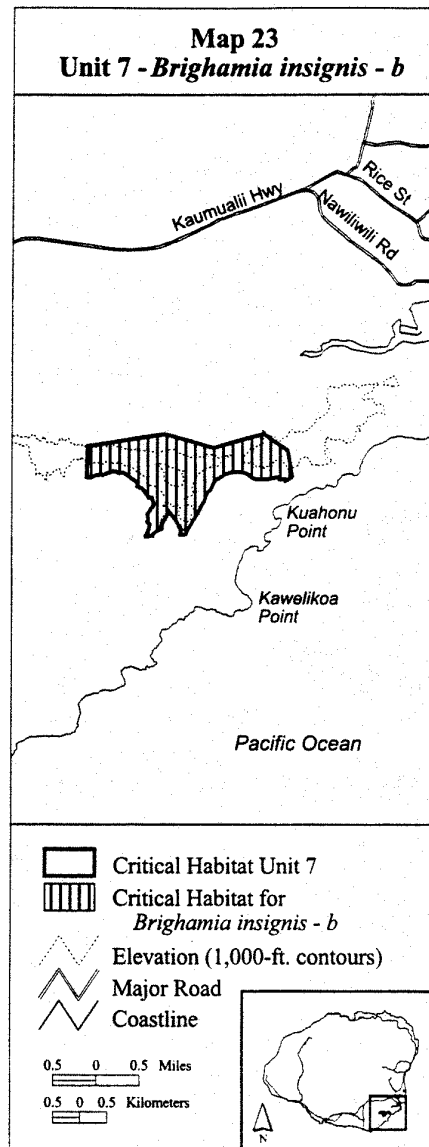 Map 23
Unit 7 - Brighamia insignis - b
Kaumualii Hwy
Rice St
Nawiliwili Rd
Kuahonu
Point
Kawelikoa
Point
Pacific Ocean
Critical Habitat Unit 7
Critical Habitat for
Brighamia insignis - b
Elevation (1,000-ft. contours)
Major Road
Coastline
0.5 0 0.5 Miles
0.5 0 0.5 Kilometers
N